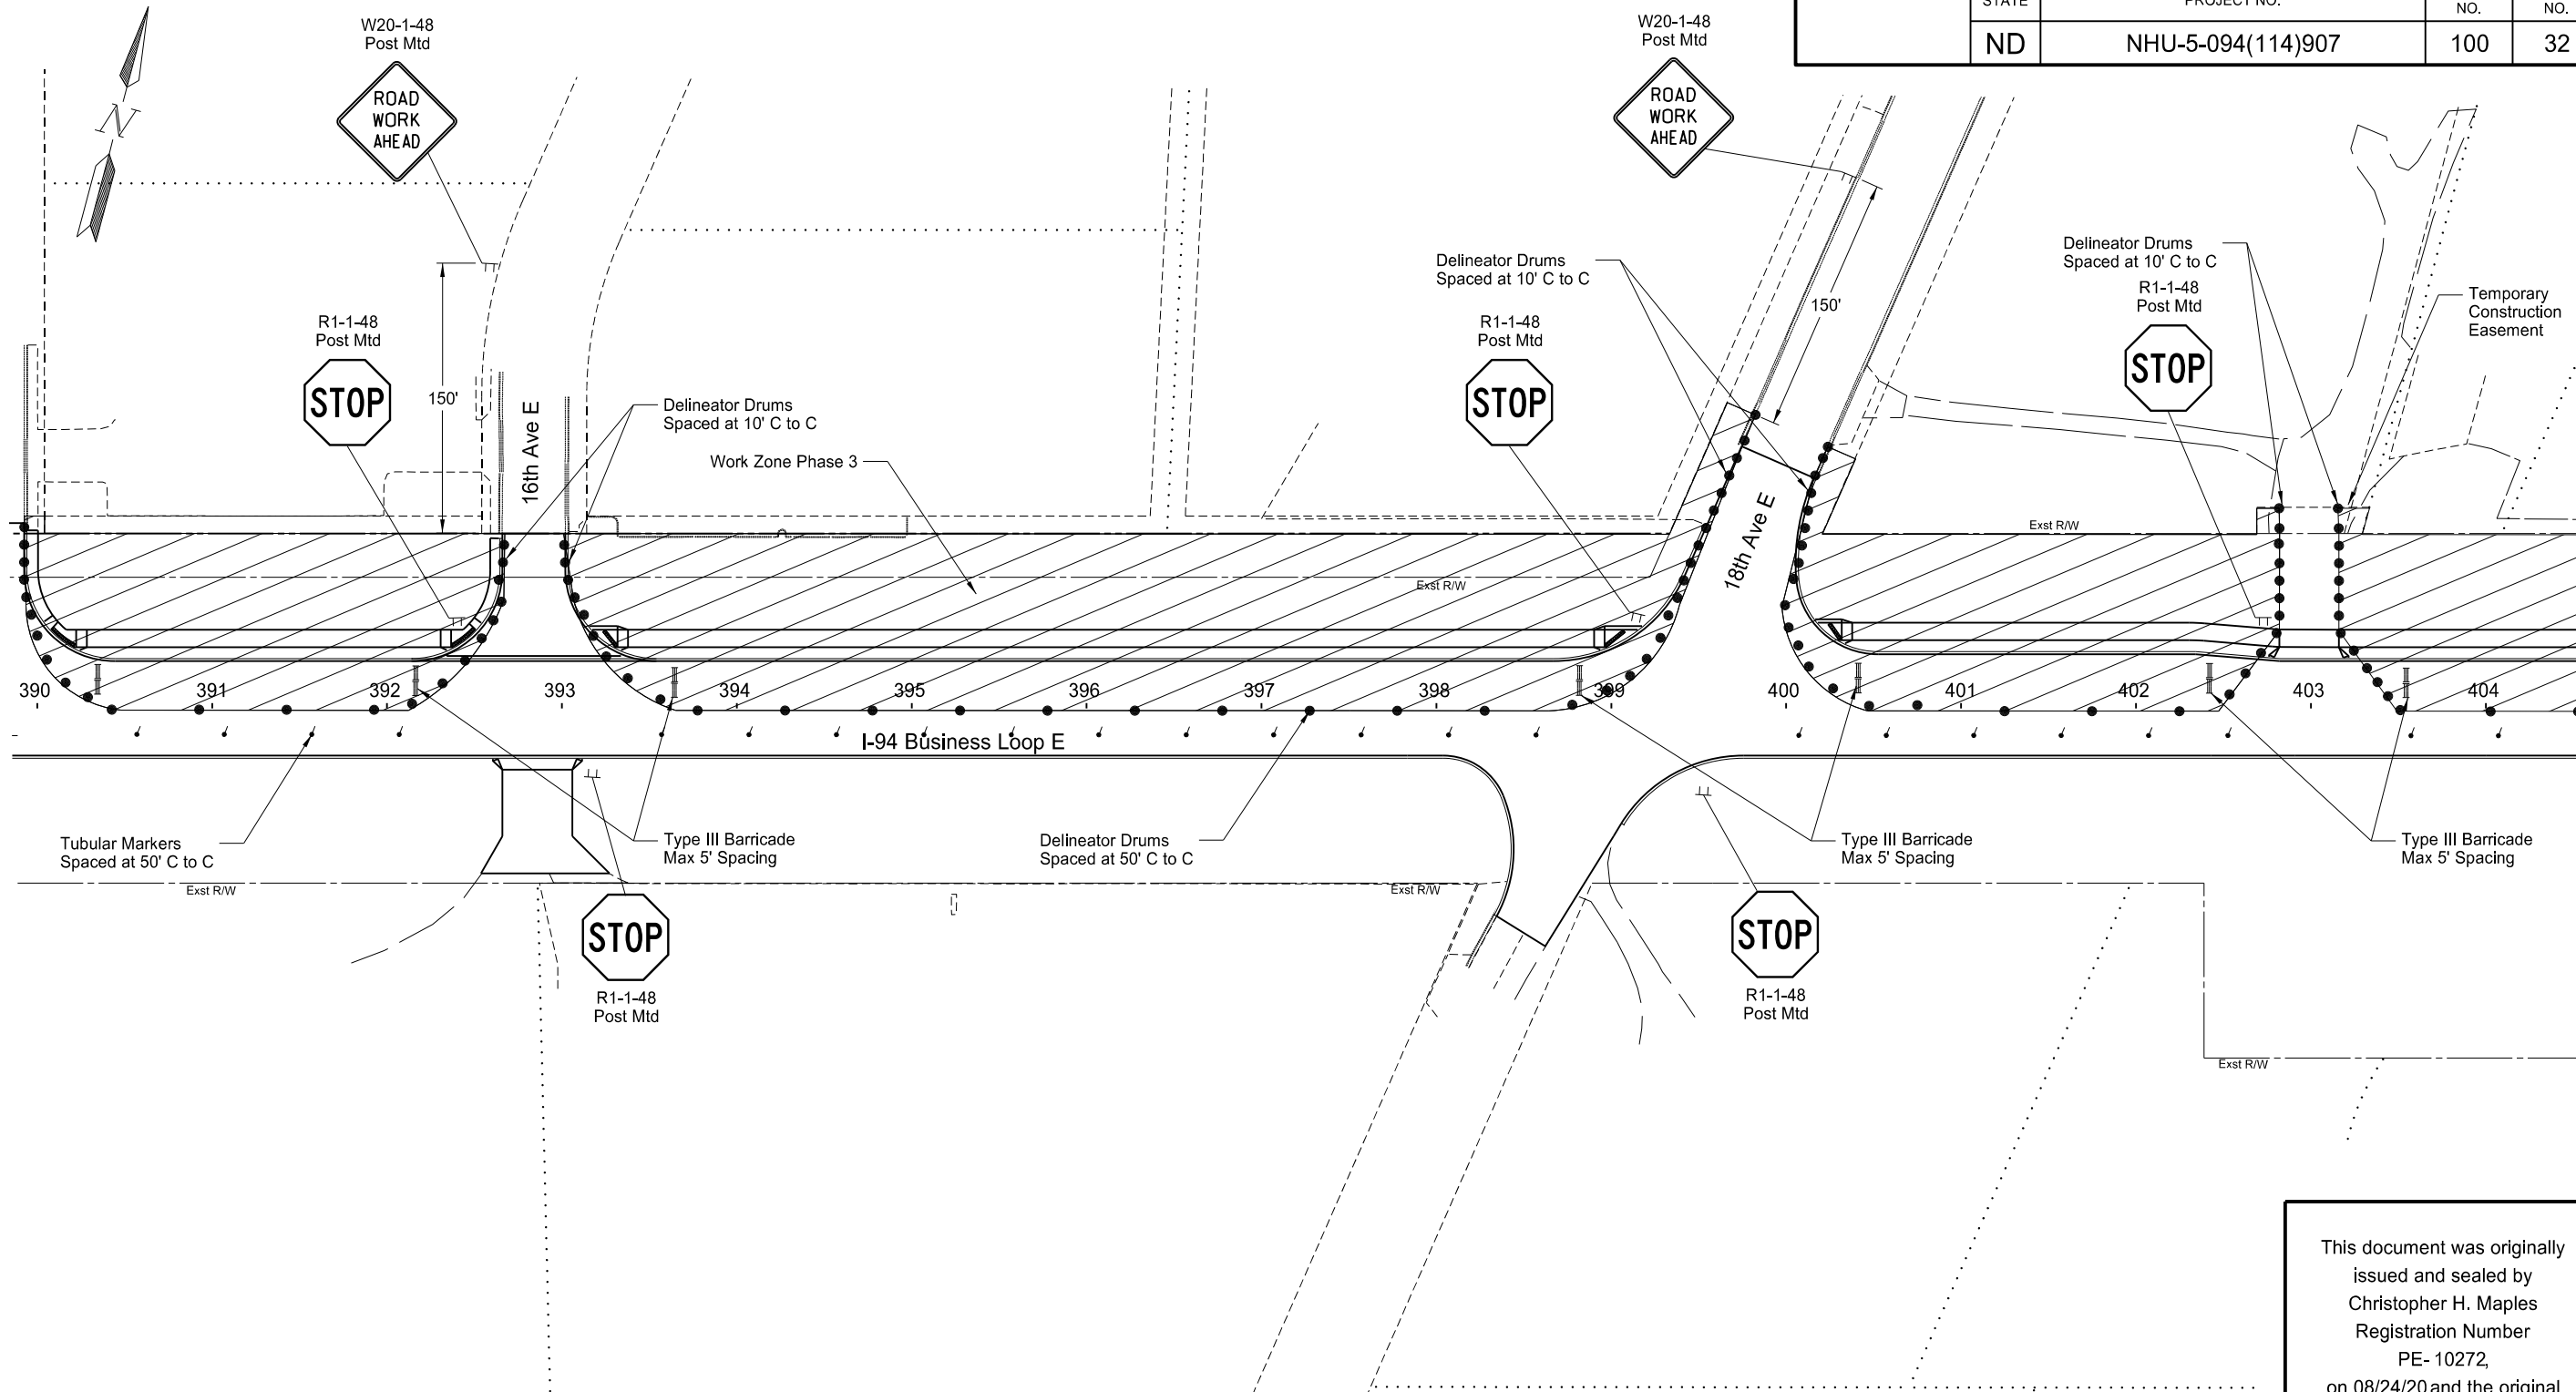 STATE
PROJECT NO.
NO.
NO.
ND
NHU-5-094(114)907
100
32
N
W20-1-48
Post Mtd
ROAD
WORK
AHEAD
W20-1-48
Post Mtd
ROAD
WORK
AHEAD
R1-1-48
Post Mtd
STOP
150'
16th Ave E
Delineator Drums
Spaced at 10' C to C
Work Zone Phase 3
Delineator Drums
Spaced at 10' C to C
R1-1-48
Post Mtd
STOP
150'
18th Ave E
Delineator Drums
Spaced at 10' C to C
R1-1-48
Post Mtd
STOP
Temporary
Construction
Easement
Exst R/W
Exst R/W
390
391
392
393
394
395
396
397
398
399
400
401
402
403
404
I-94 Business Loop E
Tubular Markers
Spaced at 50' C to C
Type III Barricade
Max 5' Spacing
Delineator Drums
Spaced at 50' C to C
Type III Barricade
Max 5' Spacing
Type III Barricade
Max 5' Spacing
Exst R/W
Exst R/W
STOP
R1-1-48
Post Mtd
STOP
R1-1-48
Post Mtd
Exst R/W
This document was originally
issued and sealed by
Christopher H. Maples
Registration Number
PE- 10272,
on 08/24/20 and the original